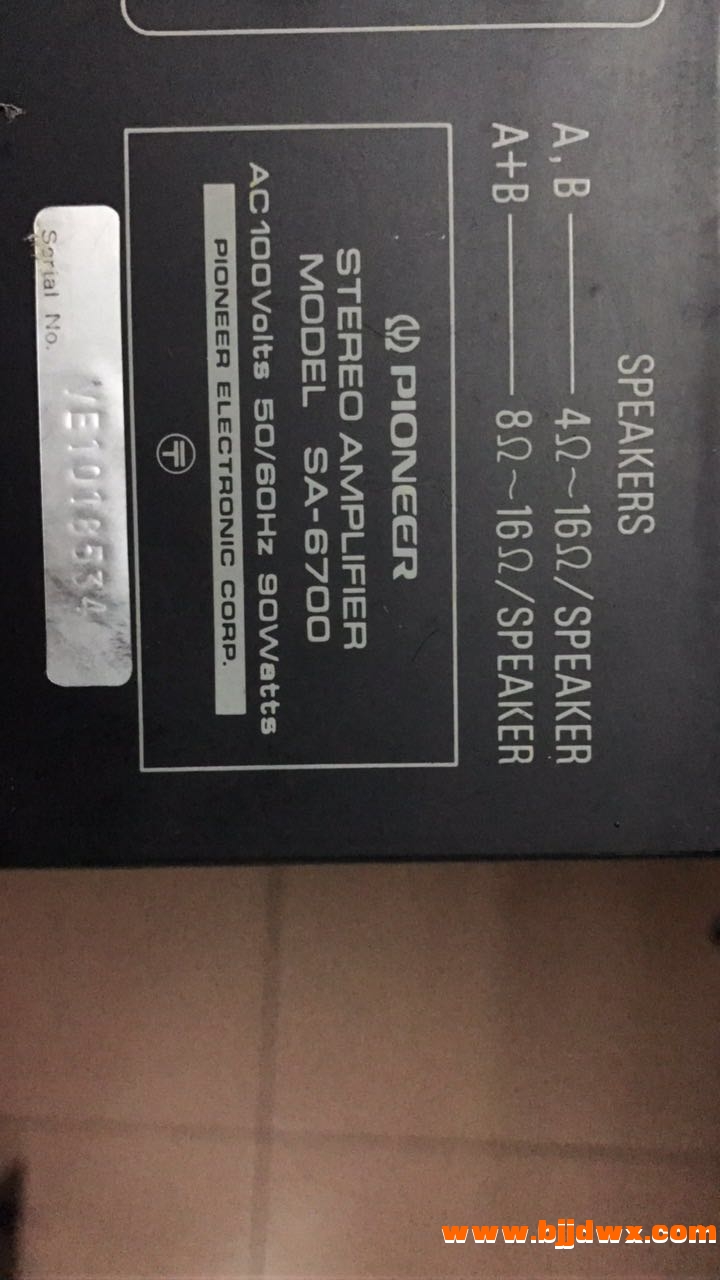 SPEAKERS
A, B 4Ω~16Ω/SPEAKER
A+B 8Ω~16Ω/SPEAKER
PIONEER
STEREO AMPLIFIER
MODEL SA-6700
AC100Volts 50/60Hz 90Watts
PIONEER ELECTRONIC CORP.
Serial No.
www.bjjdwx.com